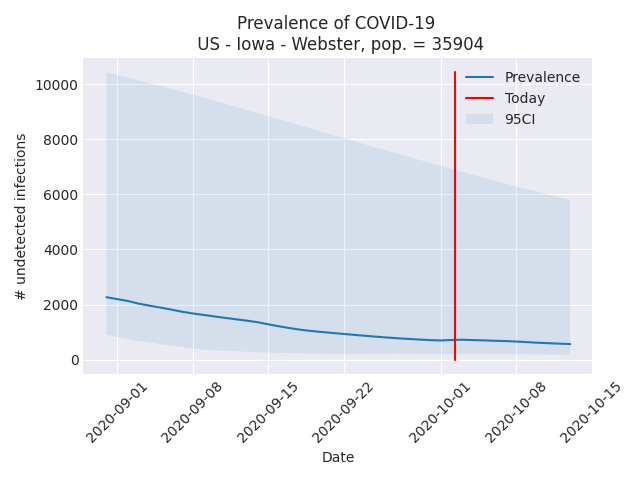 Prevalence of COVID-19
US - Iowa - Webster, pop. = 35904
Prevalence
Today
95CI
# undetected infections
10000
8000
6000
4000
2000
0
2020-09-01
2020-09-08
2020-09-15
2020-09-22
2020-10-01
2020-10-08
2020-10-15
Date